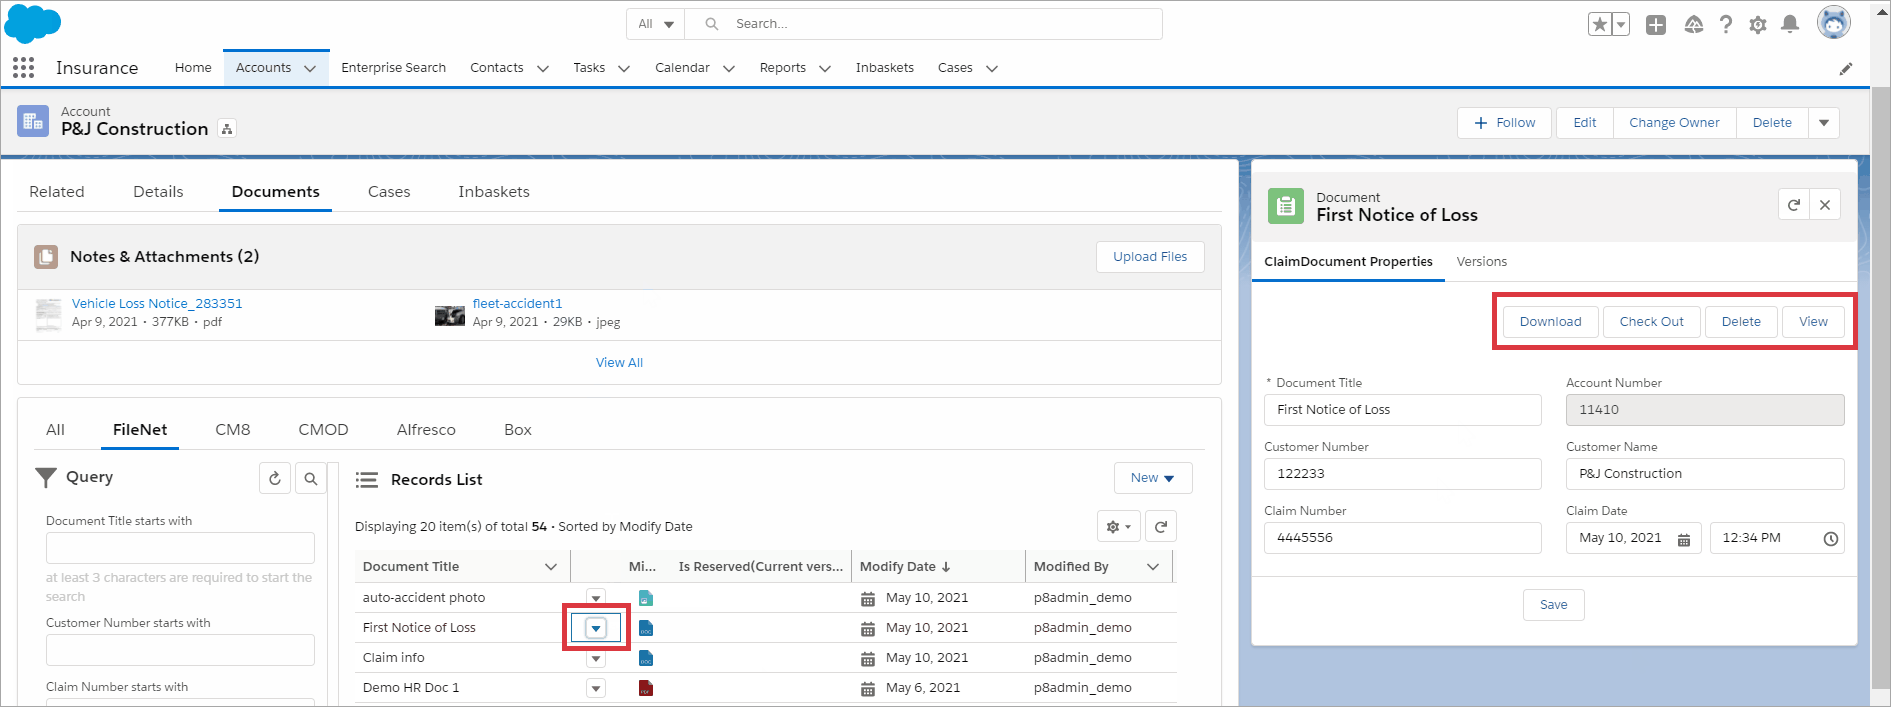 All
Search...
Insurance
Home
Accounts
Enterprise Search
Contacts
Tasks
Calendar
Reports
Inbaskets
Cases
Account
P&J Construction
Follow
Edit
Change Owner
Delete
Related
Details
Documents
Cases
Inbaskets
Notes & Attachments (2)
Upload Files
Vehicle Loss Notice_283351
Apr 9, 2021 • 377KB • pdf
fleet-accident1
Apr 9, 2021 • 29KB • jpeg
View All
All
FileNet
CM8
CMOD
Alfresco
Box
Query
Document Title starts with
at least 3 characters are required to start the
search
Customer Number starts with
Claim Number starts with
Records List
New
Displaying 20 item(s) of total 54 • Sorted by Modify Date
Document Title
Mi...
Is Reserved(Current vers...
Modify Date
Modified By
auto-accident photo
May 10, 2021
p8admin_demo
First Notice of Loss
DOC
May 10, 2021
p8admin_demo
Claim info
DOC
May 10, 2021
p8admin_demo
Demo HR Doc 1
PDF
May 6, 2021
p8admin_demo
Document
First Notice of Loss
ClaimDocument Properties
Versions
Download
Check Out
Delete
View
* Document Title
First Notice of Loss
Account Number
11410
Customer Number
122233
Customer Name
P&J Construction
Claim Number
4445556
Claim Date
May 10, 2021
12:34 PM
Save